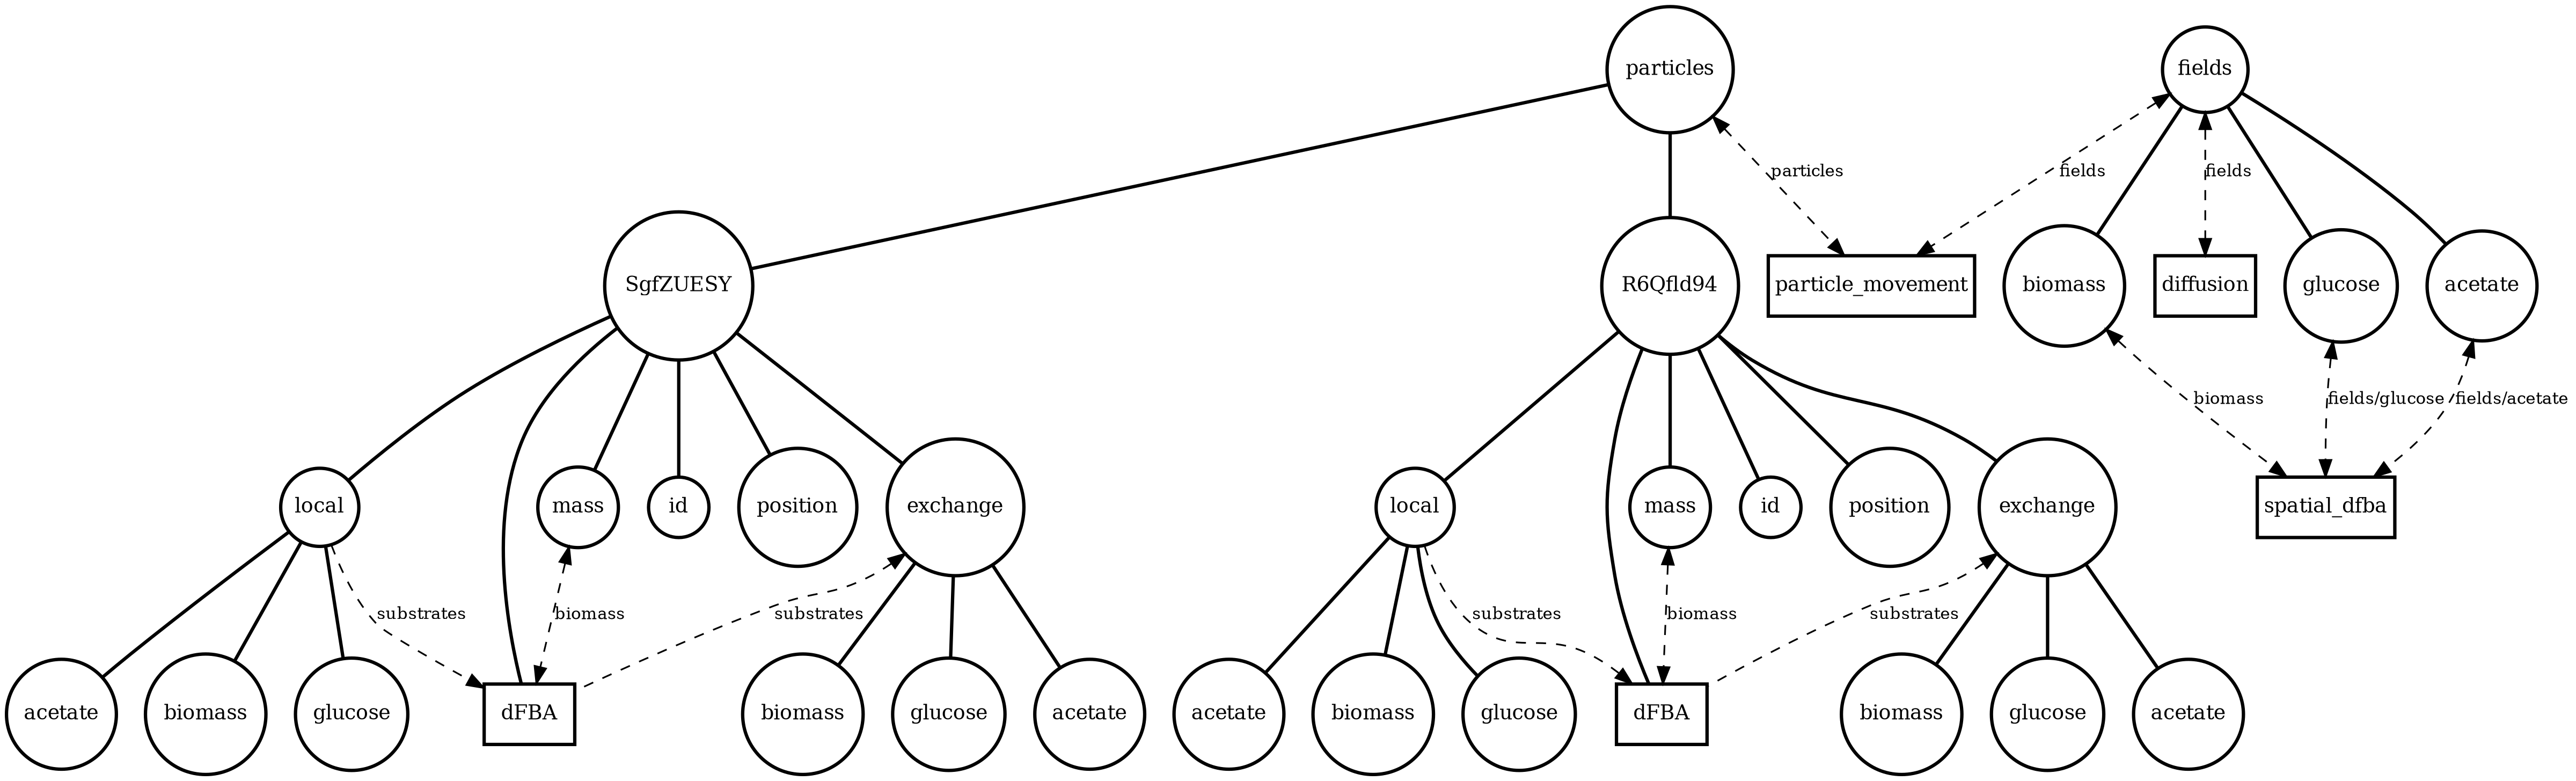 particles
fields
particles
fields
fields
SgfZUESY
R6Qfld94
particle_movement
biomass
diffusion
glucose
acetate
biomass
fields/glucose
fields/acetate
local
mass
id
position
exchange
local
mass
id
position
exchange
spatial_dfba
substrates
biomass
substrates
substrates
biomass
substrates
acetate
biomass
glucose
dFBA
biomass
glucose
acetate
acetate
biomass
glucose
dFBA
biomass
glucose
acetate